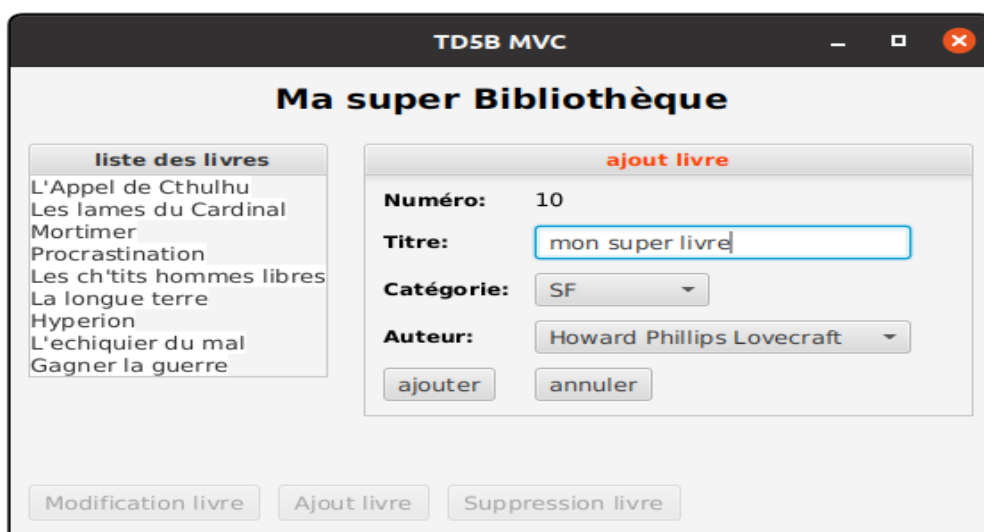 TD5B MVC
Ma super Bibliothèque
liste des livres
L'Appel de Cthulhu
Les lames du Cardinal
Mortimer
Procrastination
Les ch'tits hommes libres
La longue terre
Hyperion
L'echiquier du mal
Gagner la guerre
ajout livre
Numéro: 10
Titre: mon super livre
Catégorie: SF
Auteur: Howard Phillips Lovecraft
ajouter annuler
Modification livre Ajout livre Suppression livre